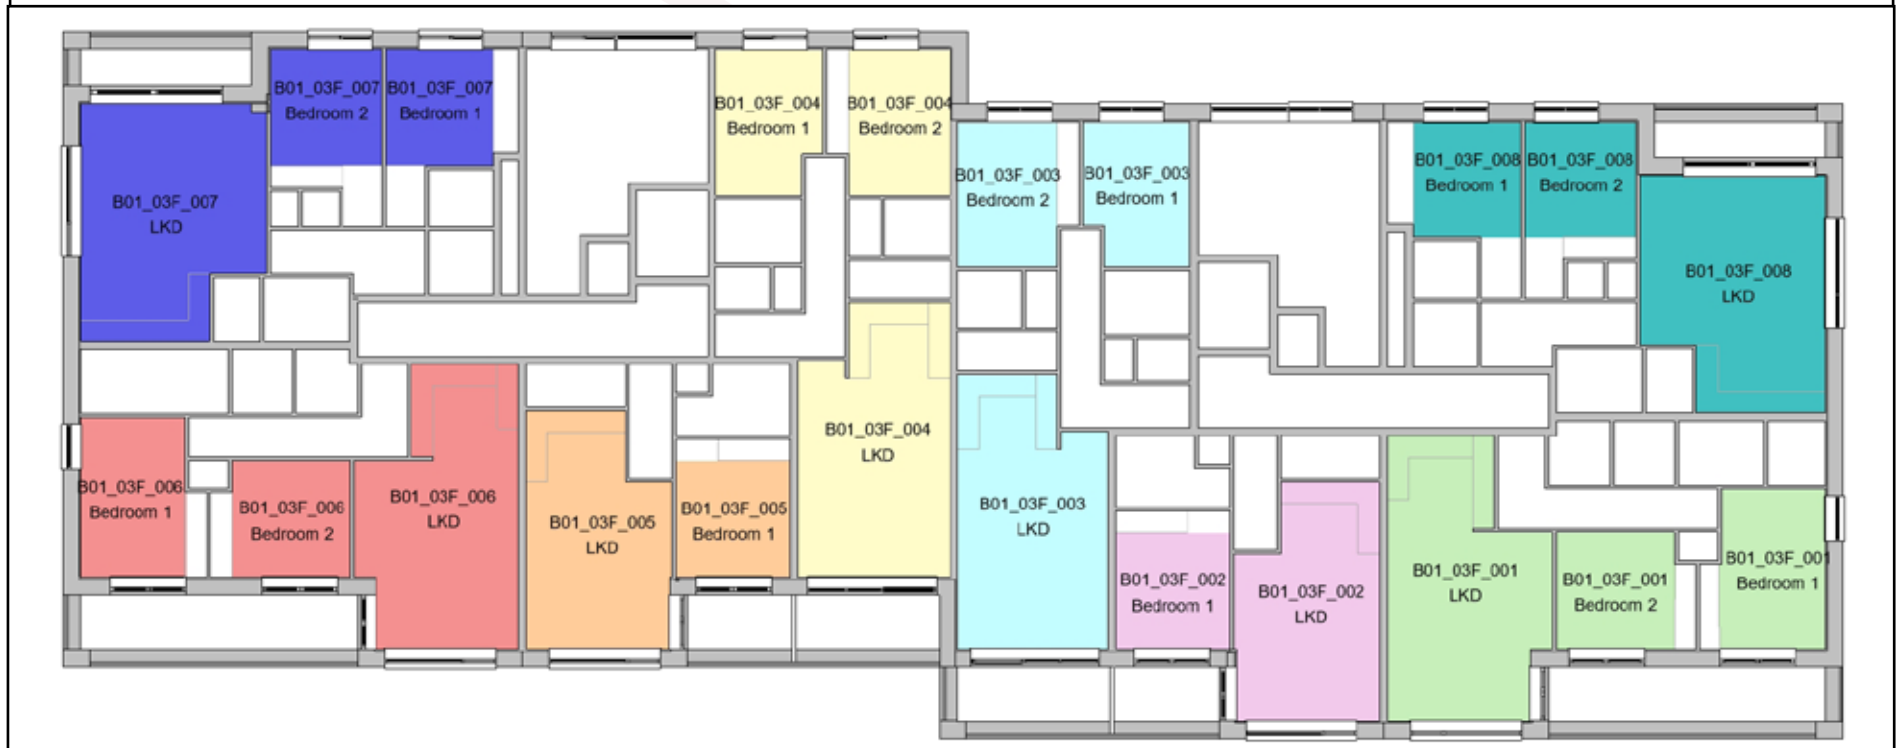 B01_03F_007
Bedroom 2
B01_03F_007
Bedroom 1
B01_03F_004
Bedroom 1
B01_03F_004
Bedroom 2
B01_03F_003
Bedroom 2
B01_03F_003
Bedroom 1
B01_03F_008
Bedroom 1
B01_03F_008
Bedroom 2
B01_03F_007
LKD
B01_03F_008
LKD
B01_03F_006
Bedroom 1
B01_03F_006
Bedroom 2
B01_03F_006
LKD
B01_03F_005
LKD
B01_03F_005
Bedroom 1
B01_03F_004
LKD
B01_03F_003
LKD
B01_03F_002
Bedroom 1
B01_03F_002
LKD
B01_03F_001
LKD
B01_03F_001
Bedroom 2
B01_03F_001
Bedroom 1